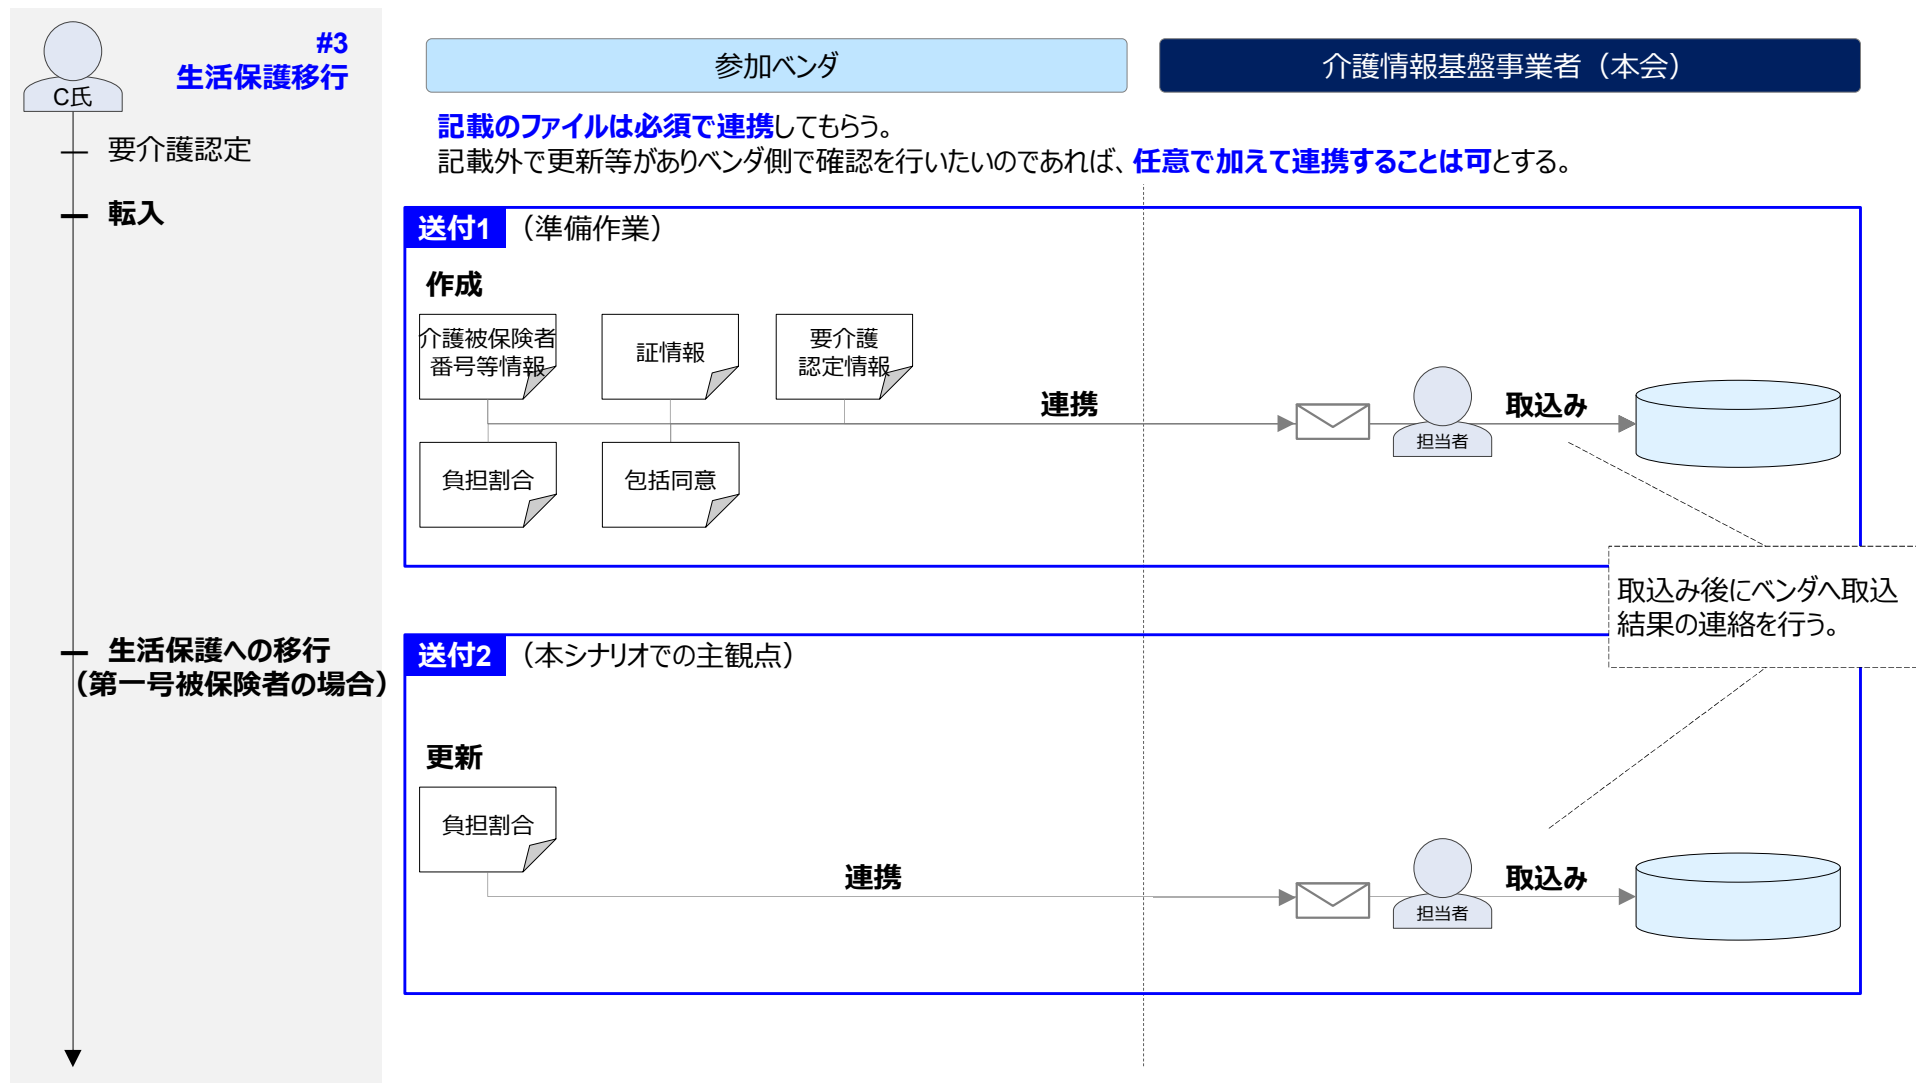 #3
生活保護移行
C氏
要介護認定
転入
生活保護への移行
（第一号被保険者の場合）
参加ベンダ
介護情報基盤事業者（本会）
記載のファイルは必須で連携してもらう。
記載外で更新等がありベンダ側で確認を行いたいのであれば、任意で加えて連携することは可とする。
送付1 （準備作業）
作成
介護被保険者
番号等情報
証情報
要介護
認定情報
連携
担当者
取込み
負担割合
包括同意
取込み後にベンダへ取込
結果の連絡を行う。
送付2 （本シナリオでの主観点）
更新
負担割合
連携
担当者
取込み